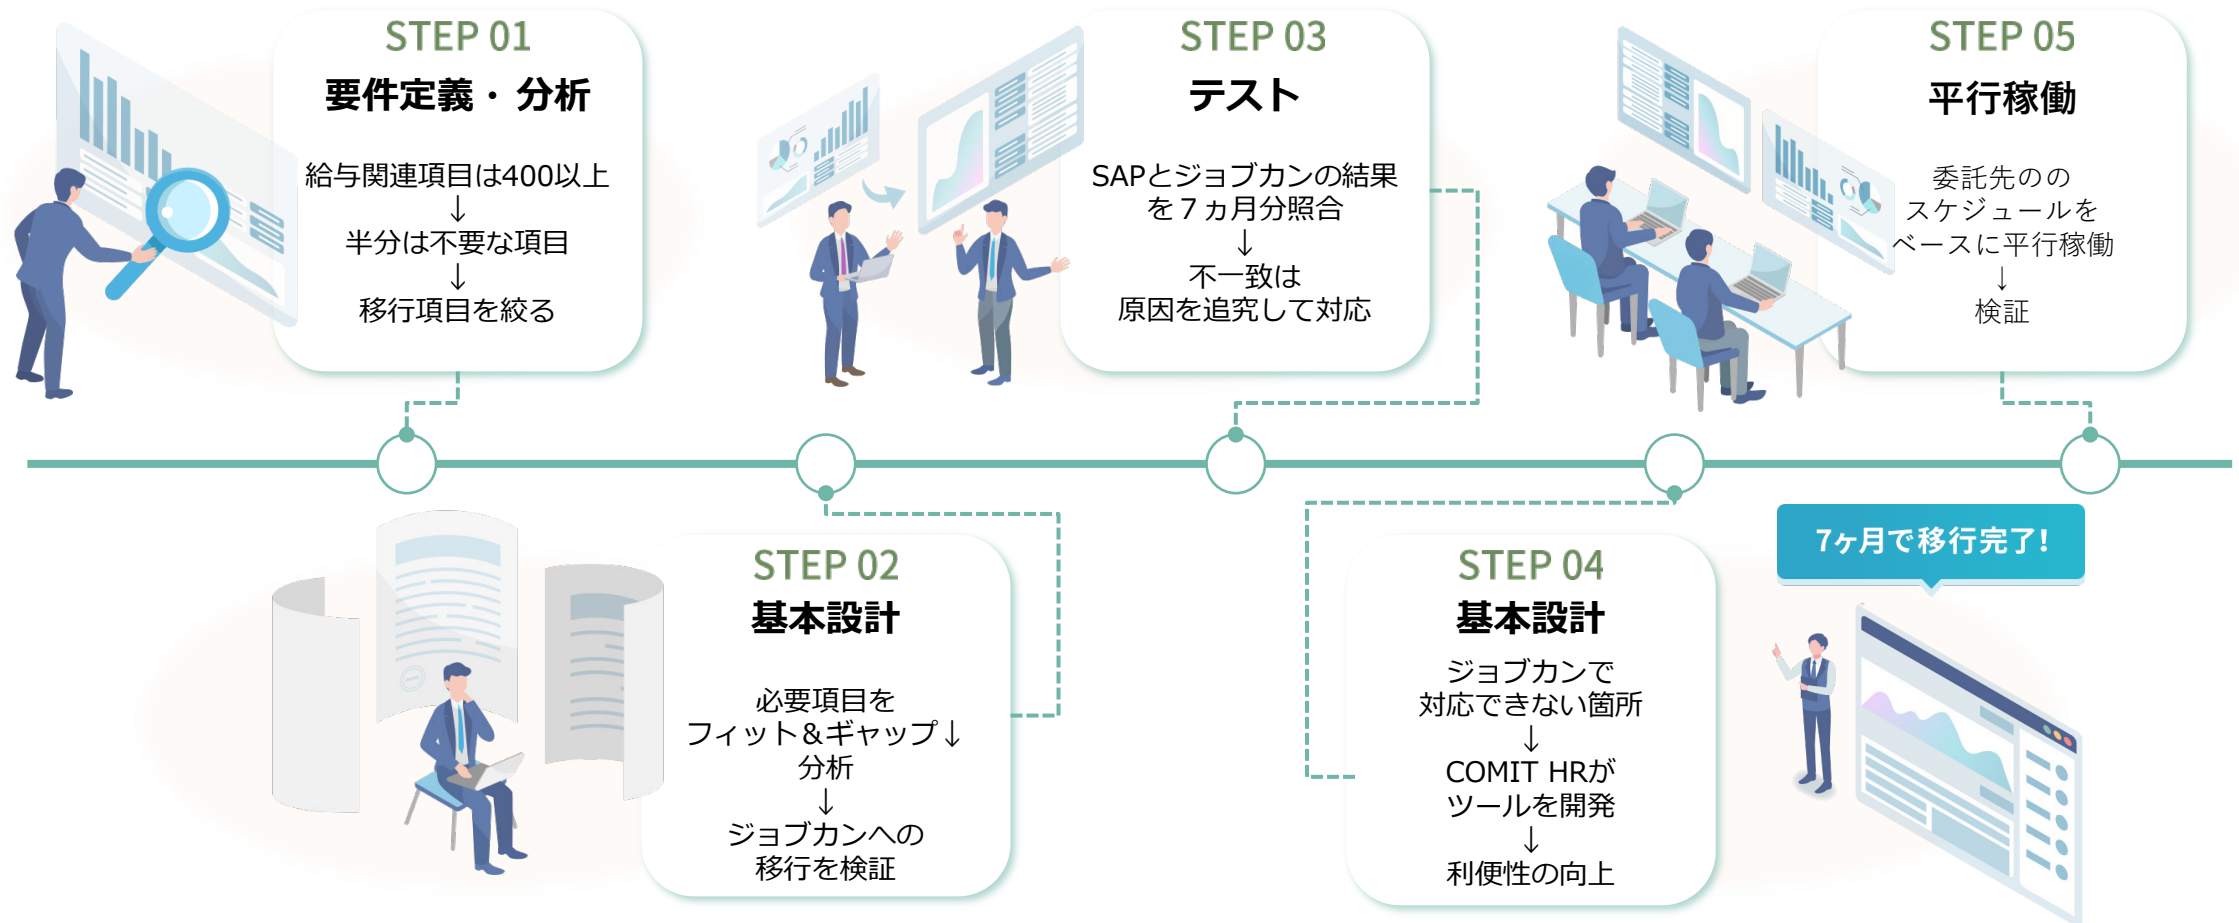 STEP 01
要件定義・分析
給与関連項目は400以上
↓
半分は不要な項目
↓
移行項目を絞る
STEP 02
基本設計
必要項目を
フィット＆ギャップ↓
分析
↓
ジョブカンへの
移行を検証
STEP 03
テスト
SAPとジョブカンの結果
を７ヵ月分照合
↓
不一致は
原因を追究して対応
STEP 04
基本設計
ジョブカンで
対応できない箇所
↓
COMIT HRが
ツールを開発
↓
利便性の向上
STEP 05
平行稼働
委託先のの
スケジュールを
ベースに平行稼働
↓
検証
7ヶ月で移行完了!